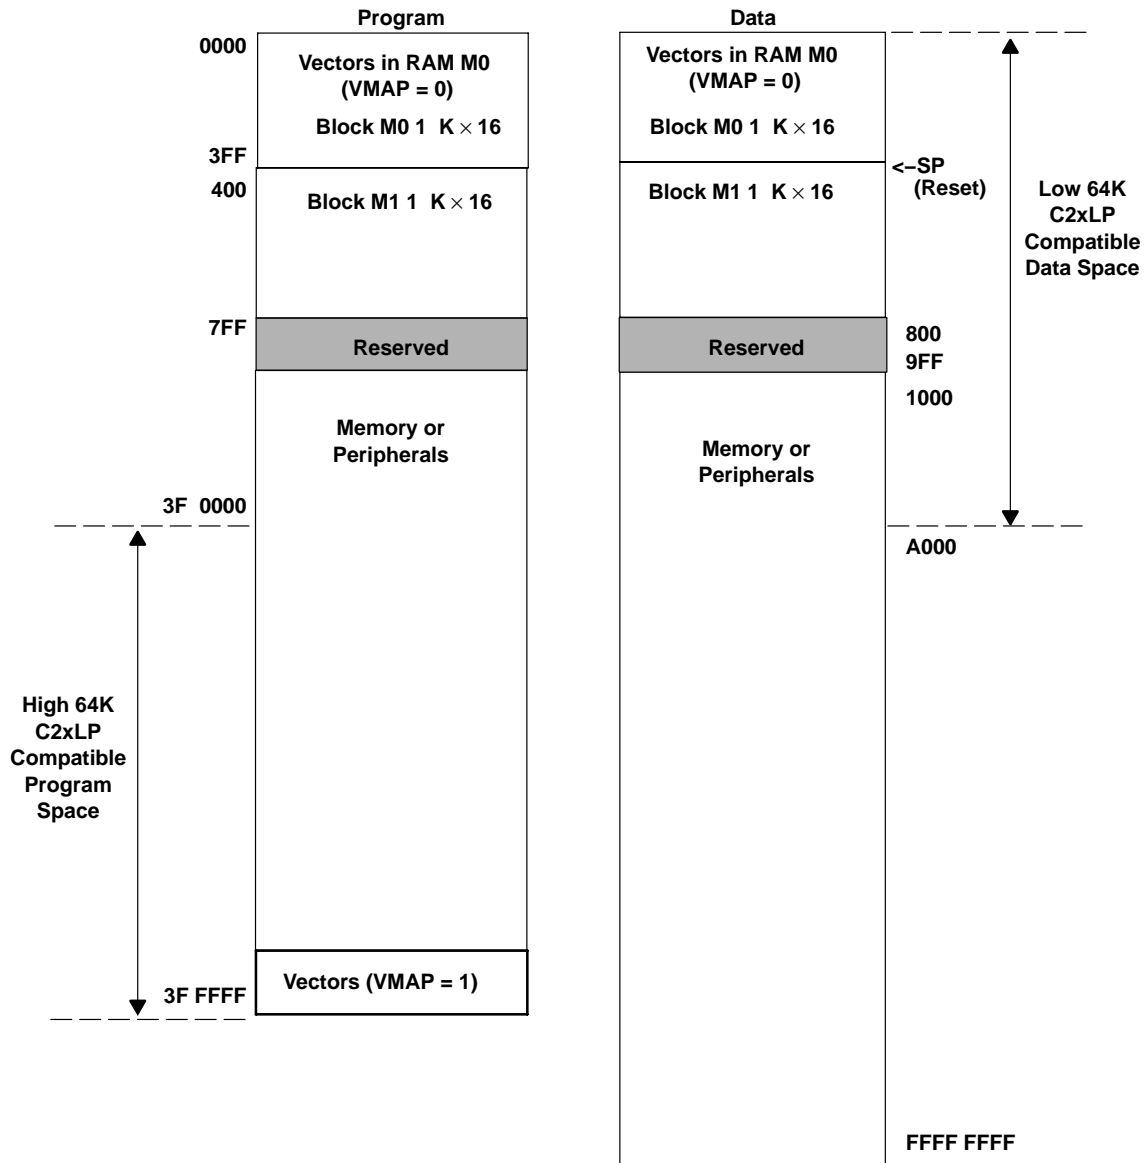 Program
Data
0000
Vectors in RAM M0
(VMAP = 0)
Block M0 1 K × 16
3FF
400
Block M1 1 K × 16
7FF
Reserved
Memory or
Peripherals
3F 0000
High 64K
C2xLP
Compatible
Program
Space
Vectors (VMAP = 1)
3F FFFF
Vectors in RAM M0
(VMAP = 0)
Block M0 1 K × 16
<–SP
(Reset)
Block M1 1 K × 16
Low 64K
C2xLP
Compatible
Data Space
Reserved
800
9FF
1000
Memory or
Peripherals
A000
FFFF FFFF